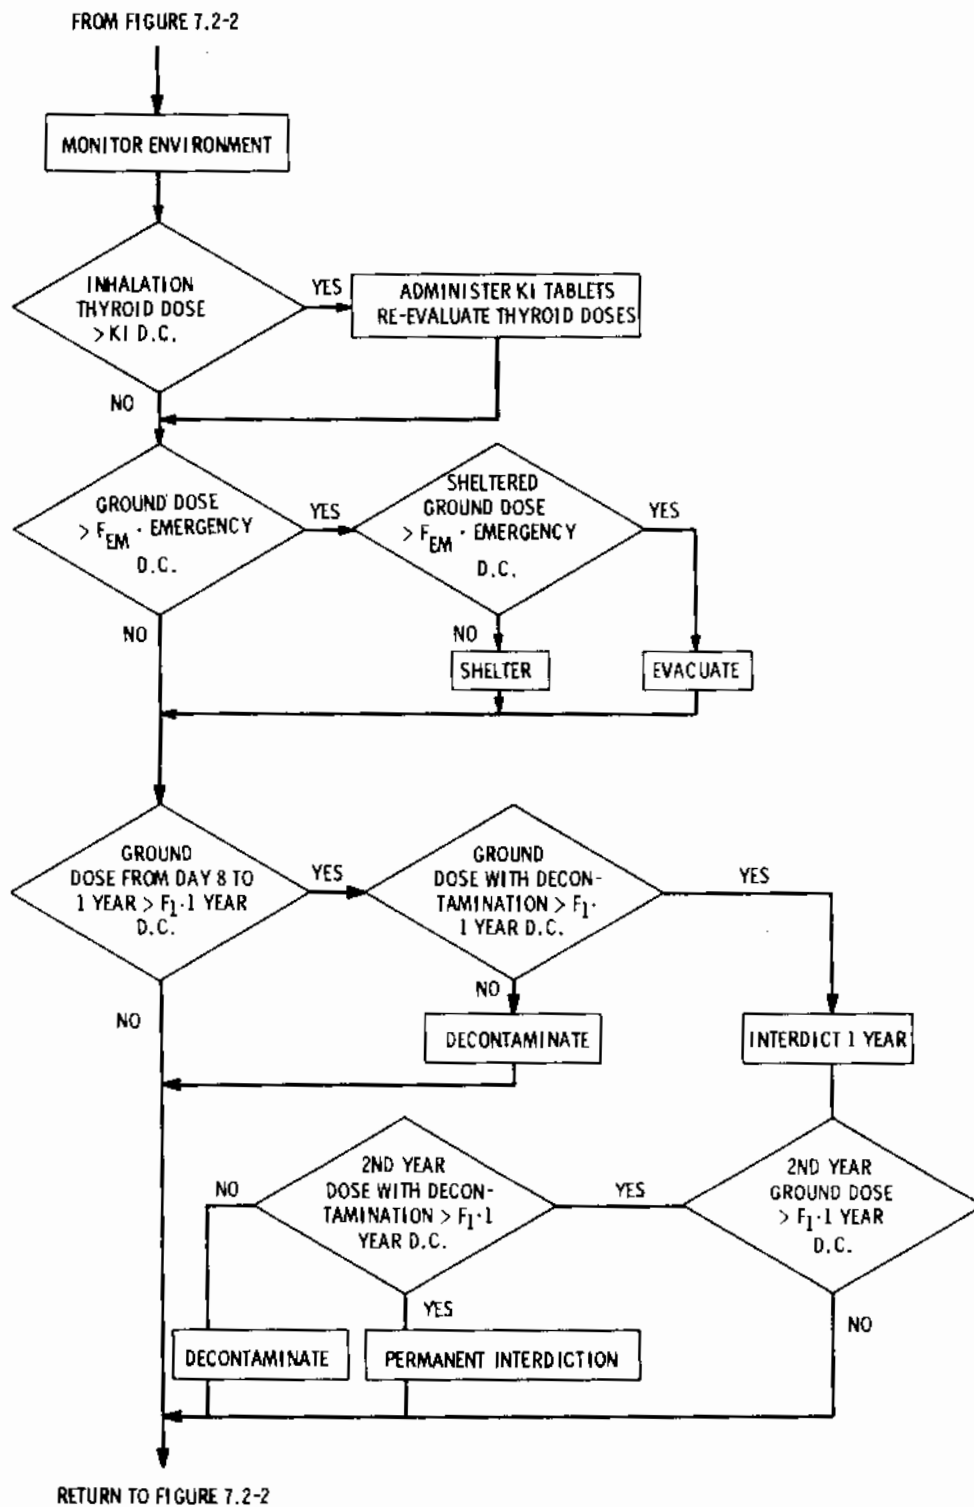 FROM FIGURE 7.2-2
MONITOR ENVIRONMENT
INHALATION
THYROID DOSE
> KI D.C.
YES
ADMINISTER KI TABLETS
RE-EVALUATE THYROID DOSES
NO
GROUND DOSE
> F_EM · EMERGENCY
D.C.
YES
SHELTERED
GROUND DOSE
> F_EM · EMERGENCY
D.C.
YES
NO
NO
SHELTER
EVACUATE
GROUND
DOSE FROM DAY 8 TO
1 YEAR > F₁·1 YEAR
D.C.
YES
GROUND
DOSE WITH DECON-
TAMINATION > F₁·
1 YEAR D.C.
YES
NO
NO
DECONTAMINATE
INTERDICT 1 YEAR
2ND YEAR
DOSE WITH DECON-
TAMINATION > F₁·1
YEAR D.C.
NO
YES
2ND YEAR
GROUND DOSE
> F₁·1 YEAR
D.C.
YES
NO
DECONTAMINATE
PERMANENT INTERDICTION
RETURN TO FIGURE 7.2-2